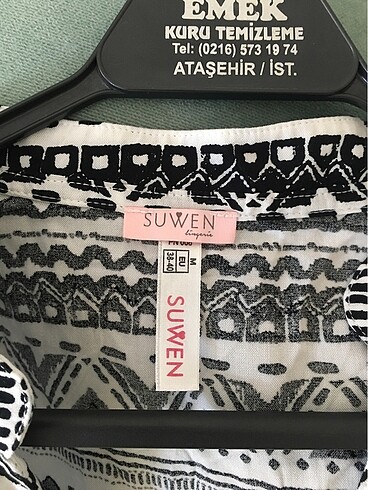 EMEK
KURU TEMİZLEME
Tel: (0216) 573 19 74
ATAŞEHİR / İST.
SUWEN
lingerie
M
EU
38-40
SUWEN